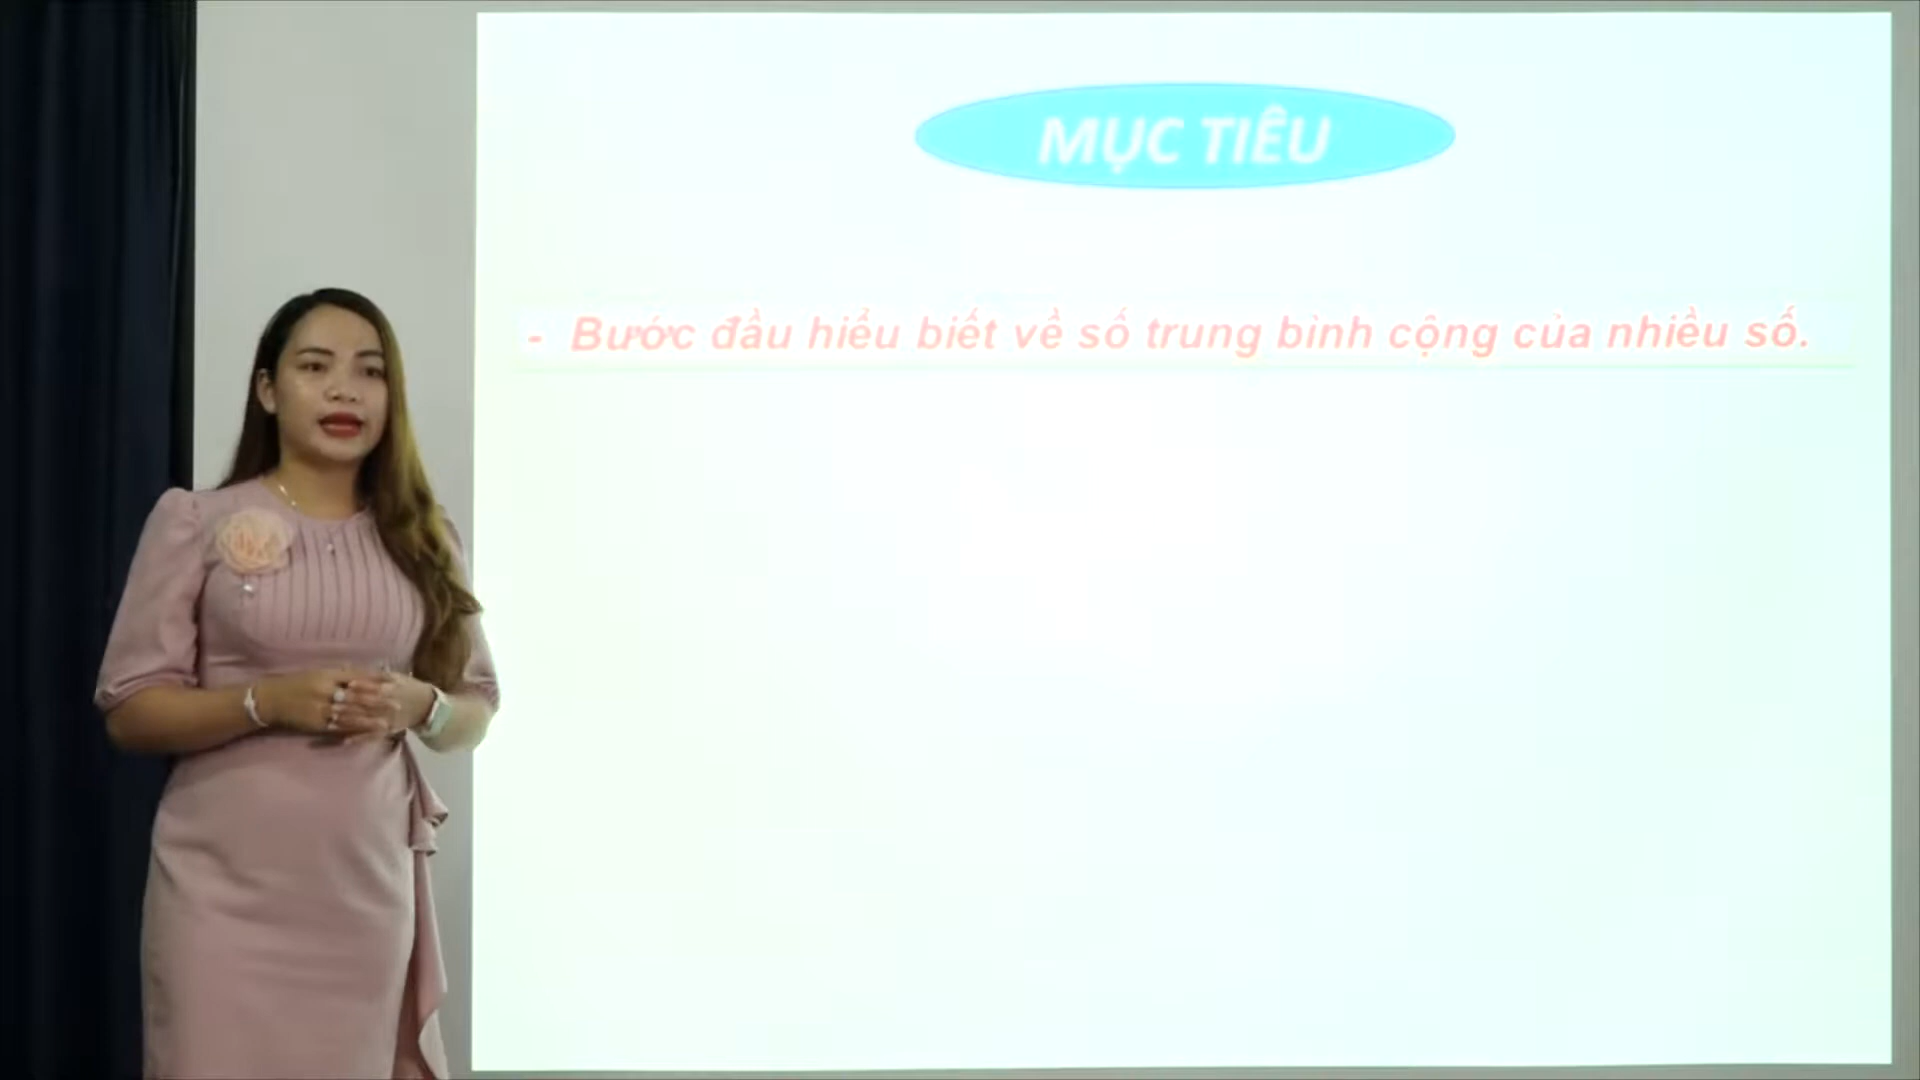 MỤC TIÊU
- Bước đầu hiểu biết về số trung bình cộng của nhiều số.